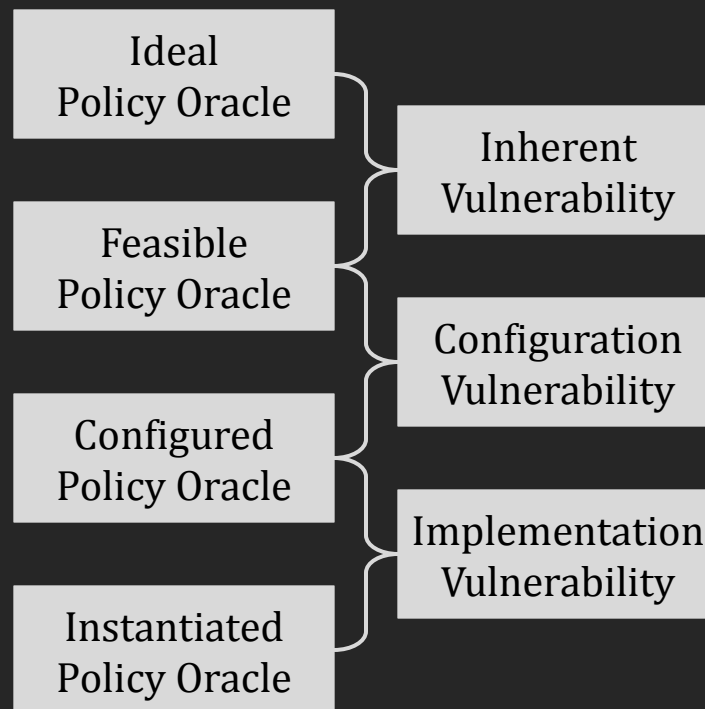 Ideal
Policy Oracle
Inherent
Vulnerability
Feasible
Policy Oracle
Configuration
Vulnerability
Configured
Policy Oracle
Implementation
Vulnerability
Instantiated
Policy Oracle